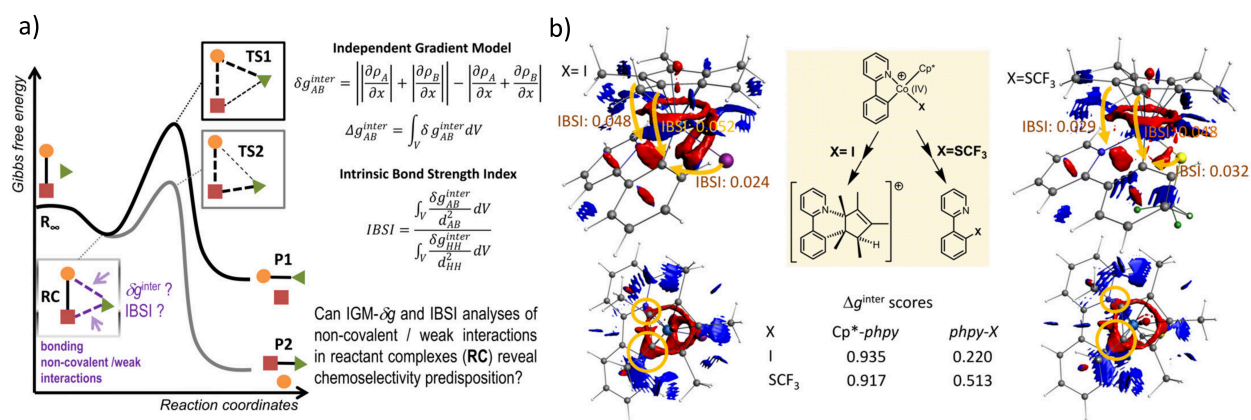 a)
Gibbs free energy
R∞
RC
δg^inter ?
IBSI ?
bonding
non-covalent /weak
interactions
TS1
TS2
P1
P2
Reaction coordinates
Independent Gradient Model
δg^inter_AB = ||∂ρ_A/∂x| + |∂ρ_B/∂x|| − |∂ρ_A/∂x + ∂ρ_B/∂x|
Δg^inter_AB = ∫_V δg^inter_AB dV
Intrinsic Bond Strength Index
IBSI = (∫_V δg^inter_AB/d²_AB dV) / (∫_V δg^inter_HH/d²_HH dV)
Can IGM-δg and IBSI analyses of
non-covalent / weak interactions
in reactant complexes (RC) reveal
chemoselectivity predisposition?
b)
X= I
IBSI: 0.048
IBSI: 0.052
IBSI: 0.024
Cp*
N
⊕
Co (IV)
X
X= I
X=SCF₃
N
H
⊕
N
X
X=SCF₃
IBSI: 0.029
IBSI: 0.048
IBSI: 0.032
Δg^inter scores
X Cp*-phpy phpy-X
I 0.935 0.220
SCF₃ 0.917 0.513